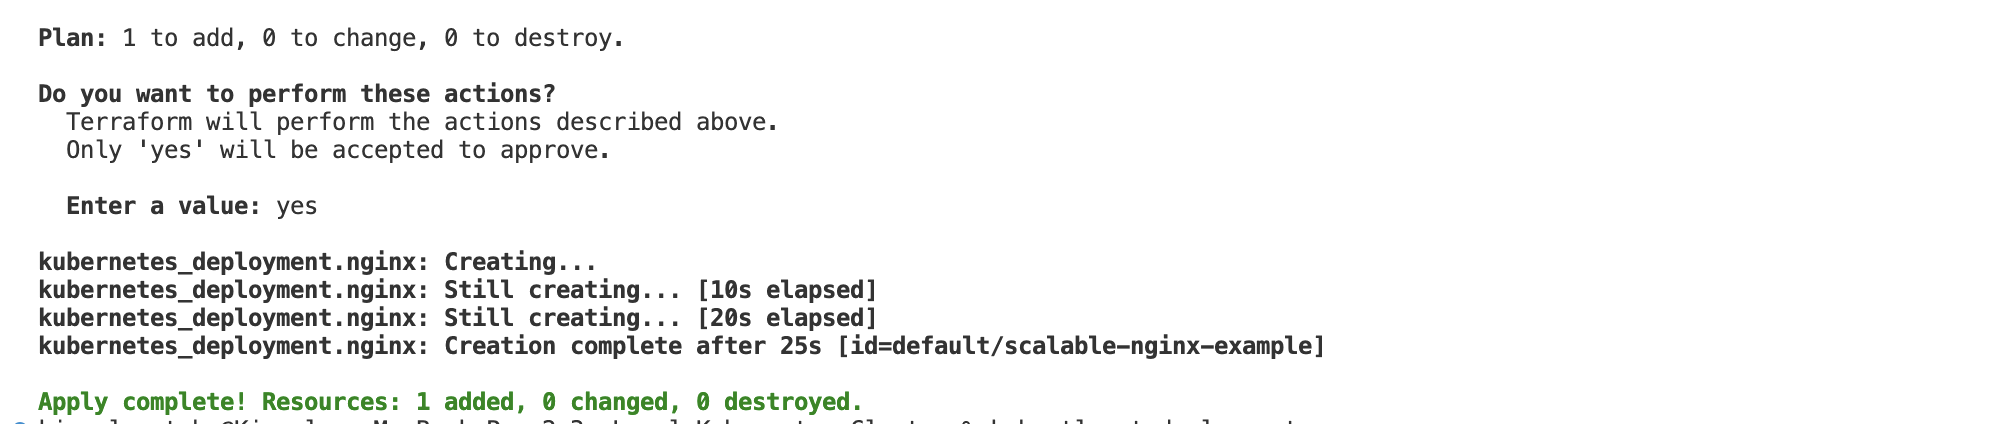 Plan: 1 to add, 0 to change, 0 to destroy.
Do you want to perform these actions?
Terraform will perform the actions described above.
Only 'yes' will be accepted to approve.
Enter a value: yes
kubernetes_deployment.nginx: Creating...
kubernetes_deployment.nginx: Still creating... [10s elapsed]
kubernetes_deployment.nginx: Still creating... [20s elapsed]
kubernetes_deployment.nginx: Creation complete after 25s [id=default/scalable-nginx-example]
Apply complete! Resources: 1 added, 0 changed, 0 destroyed.